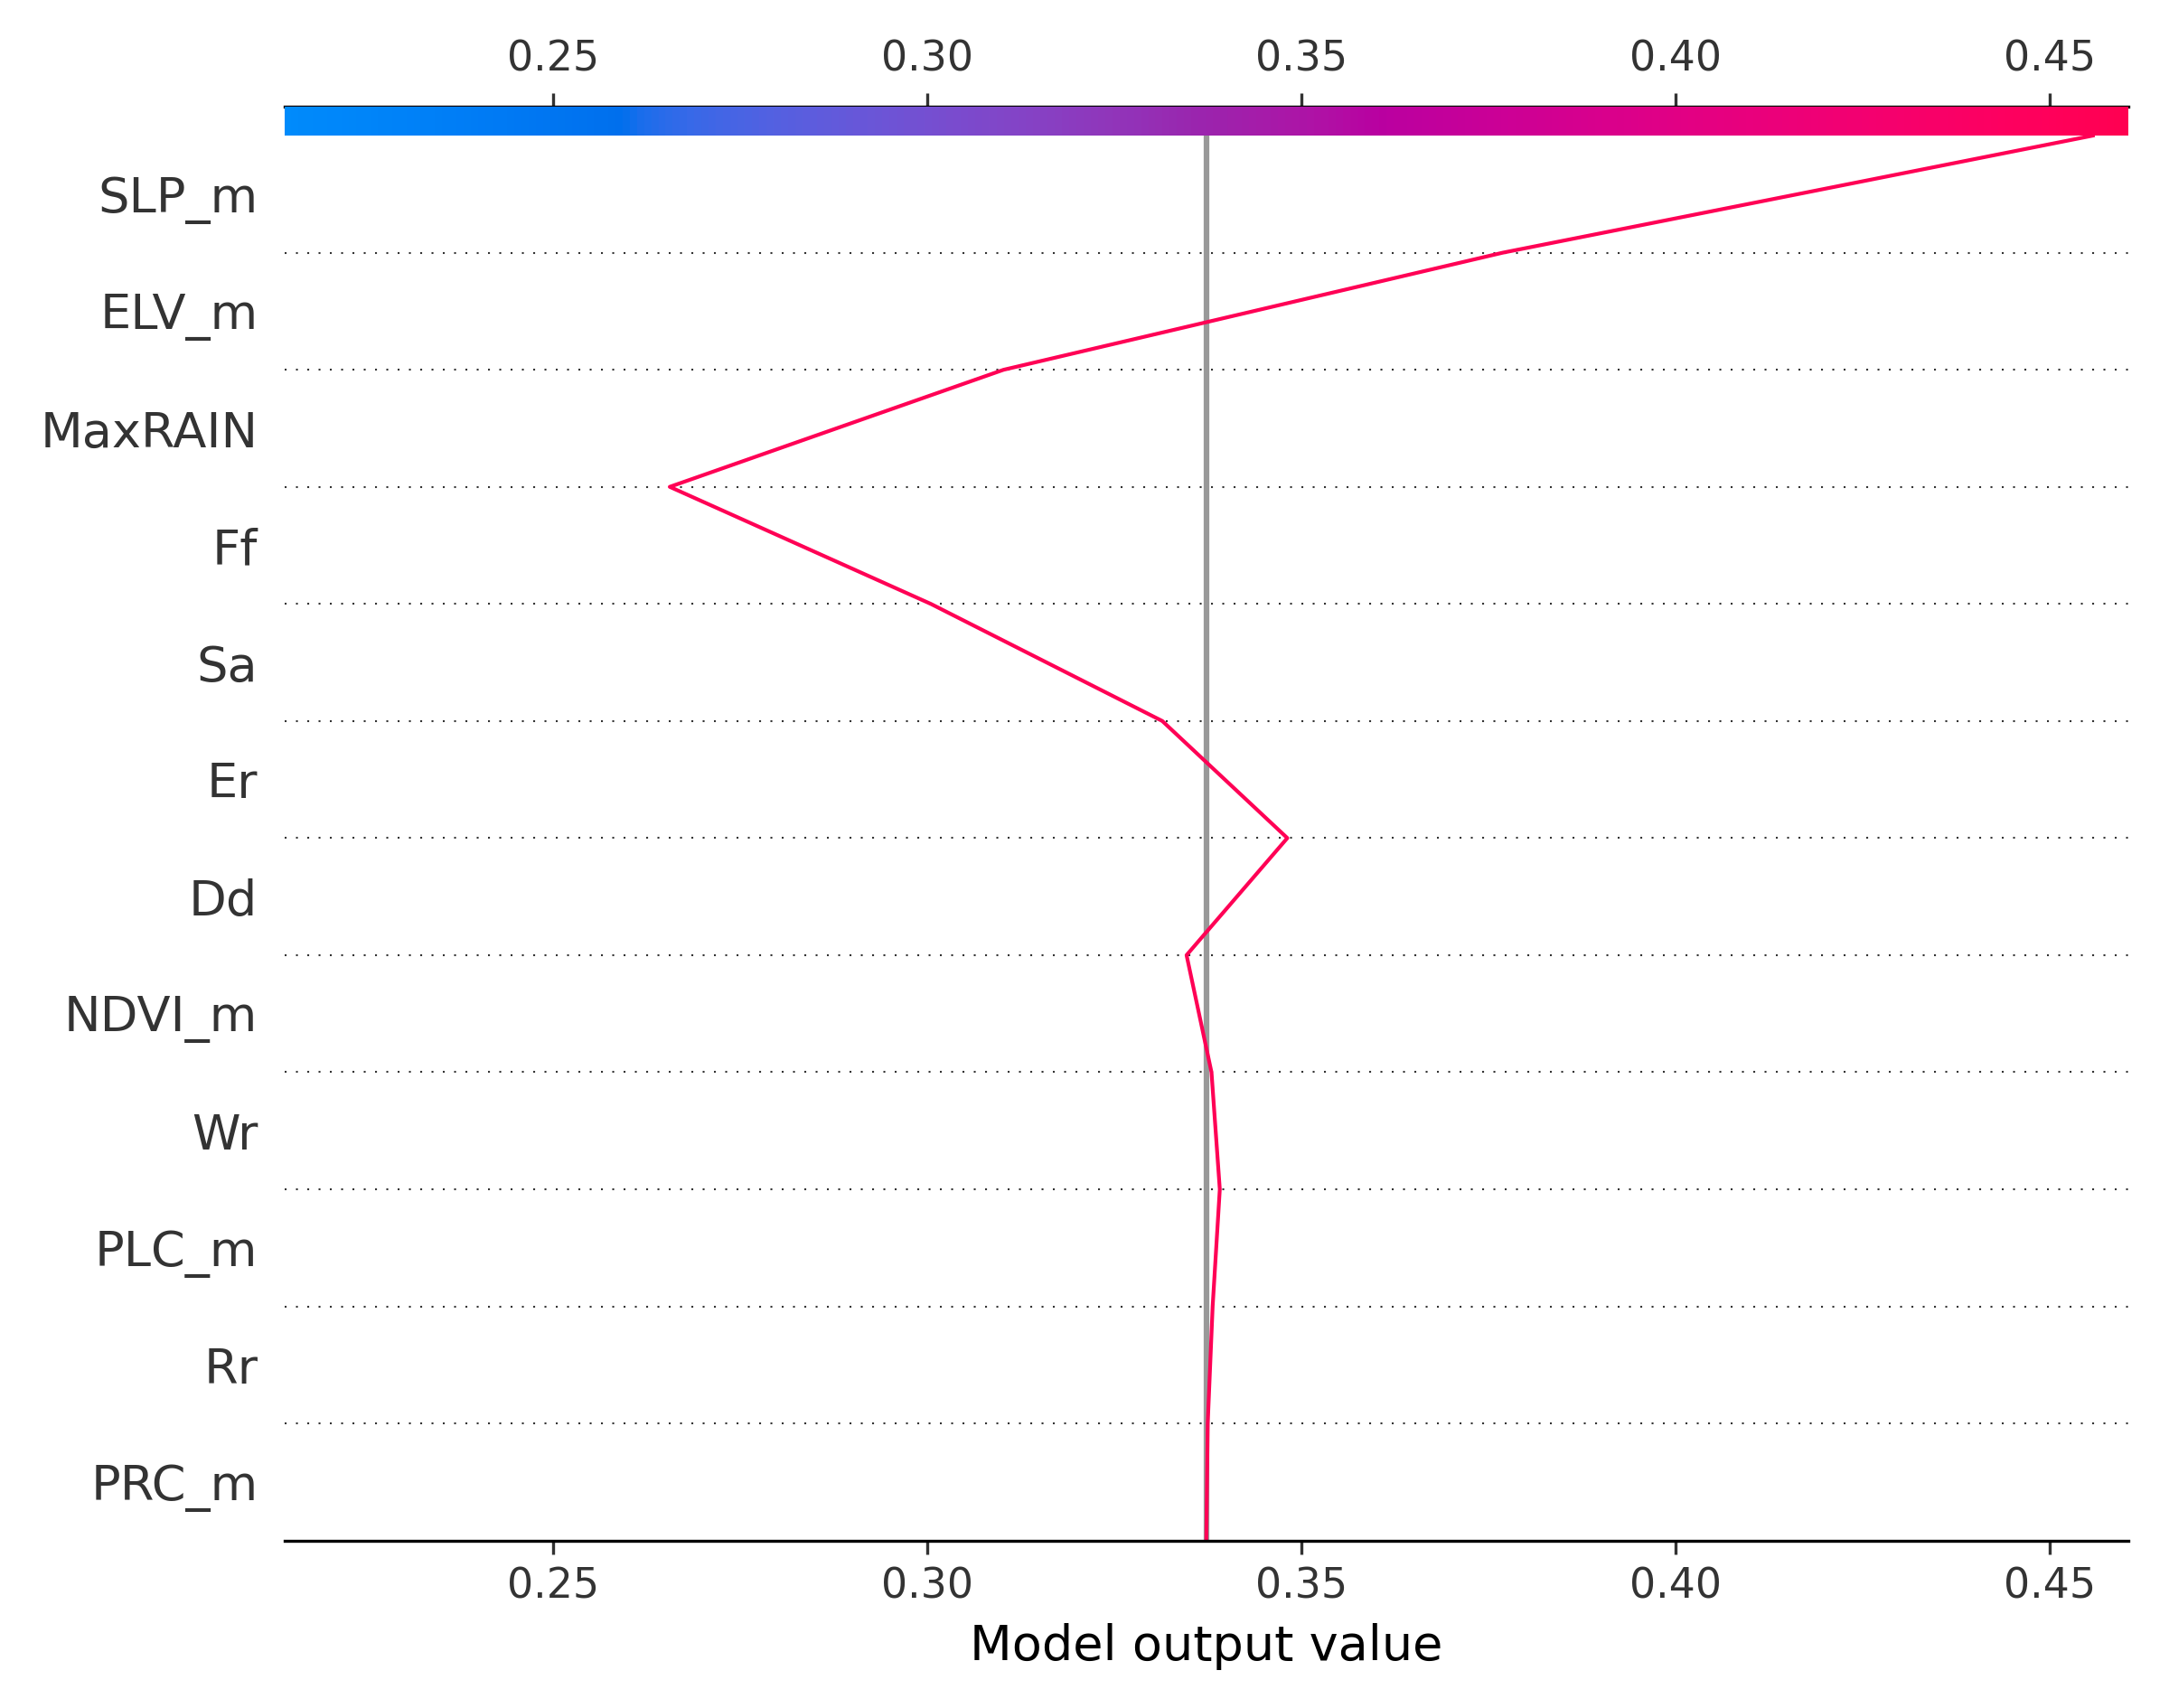 0.25 0.30 0.35 0.40 0.45
SLP_m
ELV_m
MaxRAIN
Ff
Sa
Er
Dd
NDVI_m
Wr
PLC_m
Rr
PRC_m
0.25 0.30 0.35 0.40 0.45
Model output value